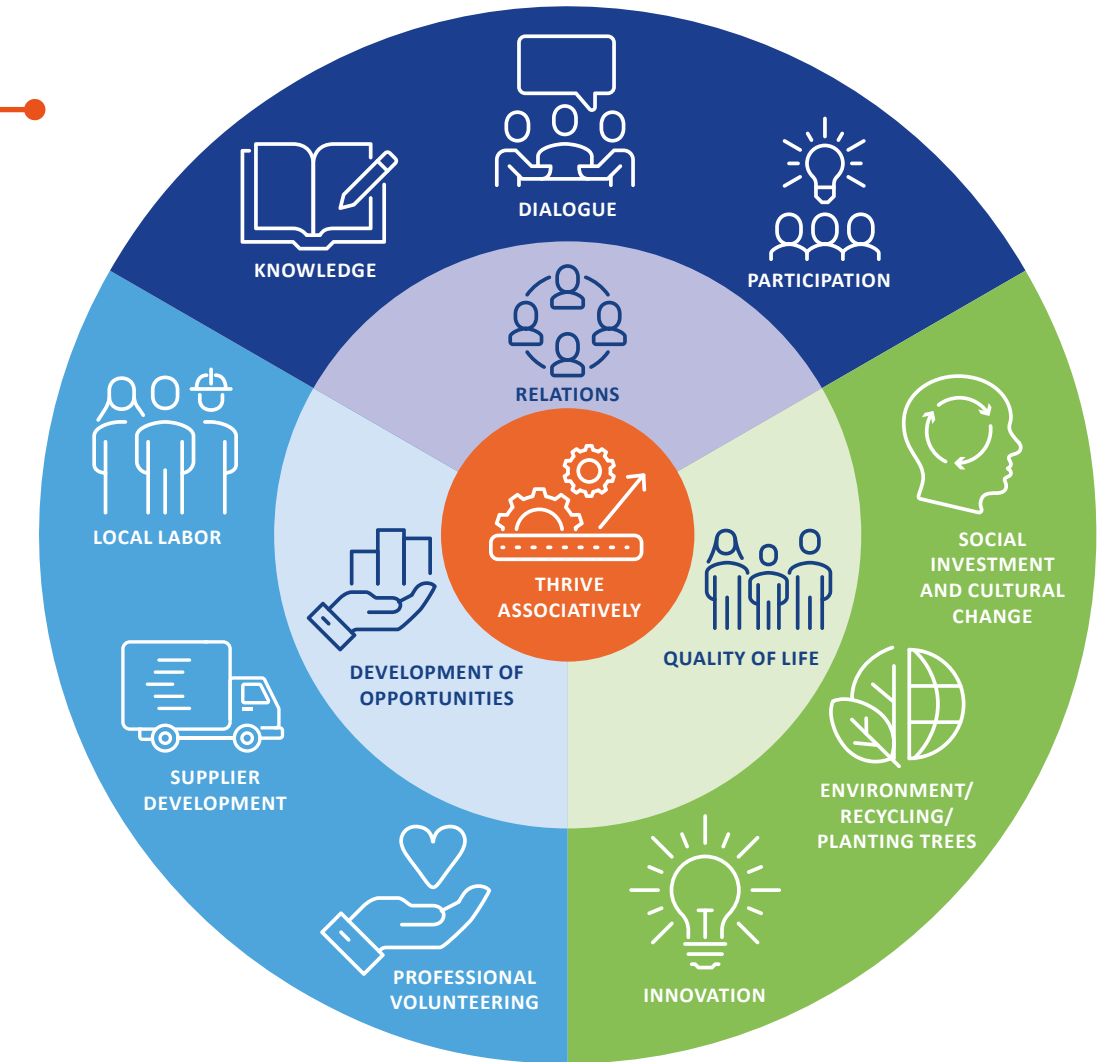 DIALOGUE
KNOWLEDGE
PARTICIPATION
RELATIONS
LOCAL LABOR
SOCIAL
INVESTMENT
AND CULTURAL
CHANGE
THRIVE
ASSOCIATIVELY
DEVELOPMENT OF
OPPORTUNITIES
QUALITY OF LIFE
SUPPLIER
DEVELOPMENT
ENVIRONMENT/
RECYCLING/
PLANTING TREES
PROFESSIONAL
VOLUNTEERING
INNOVATION